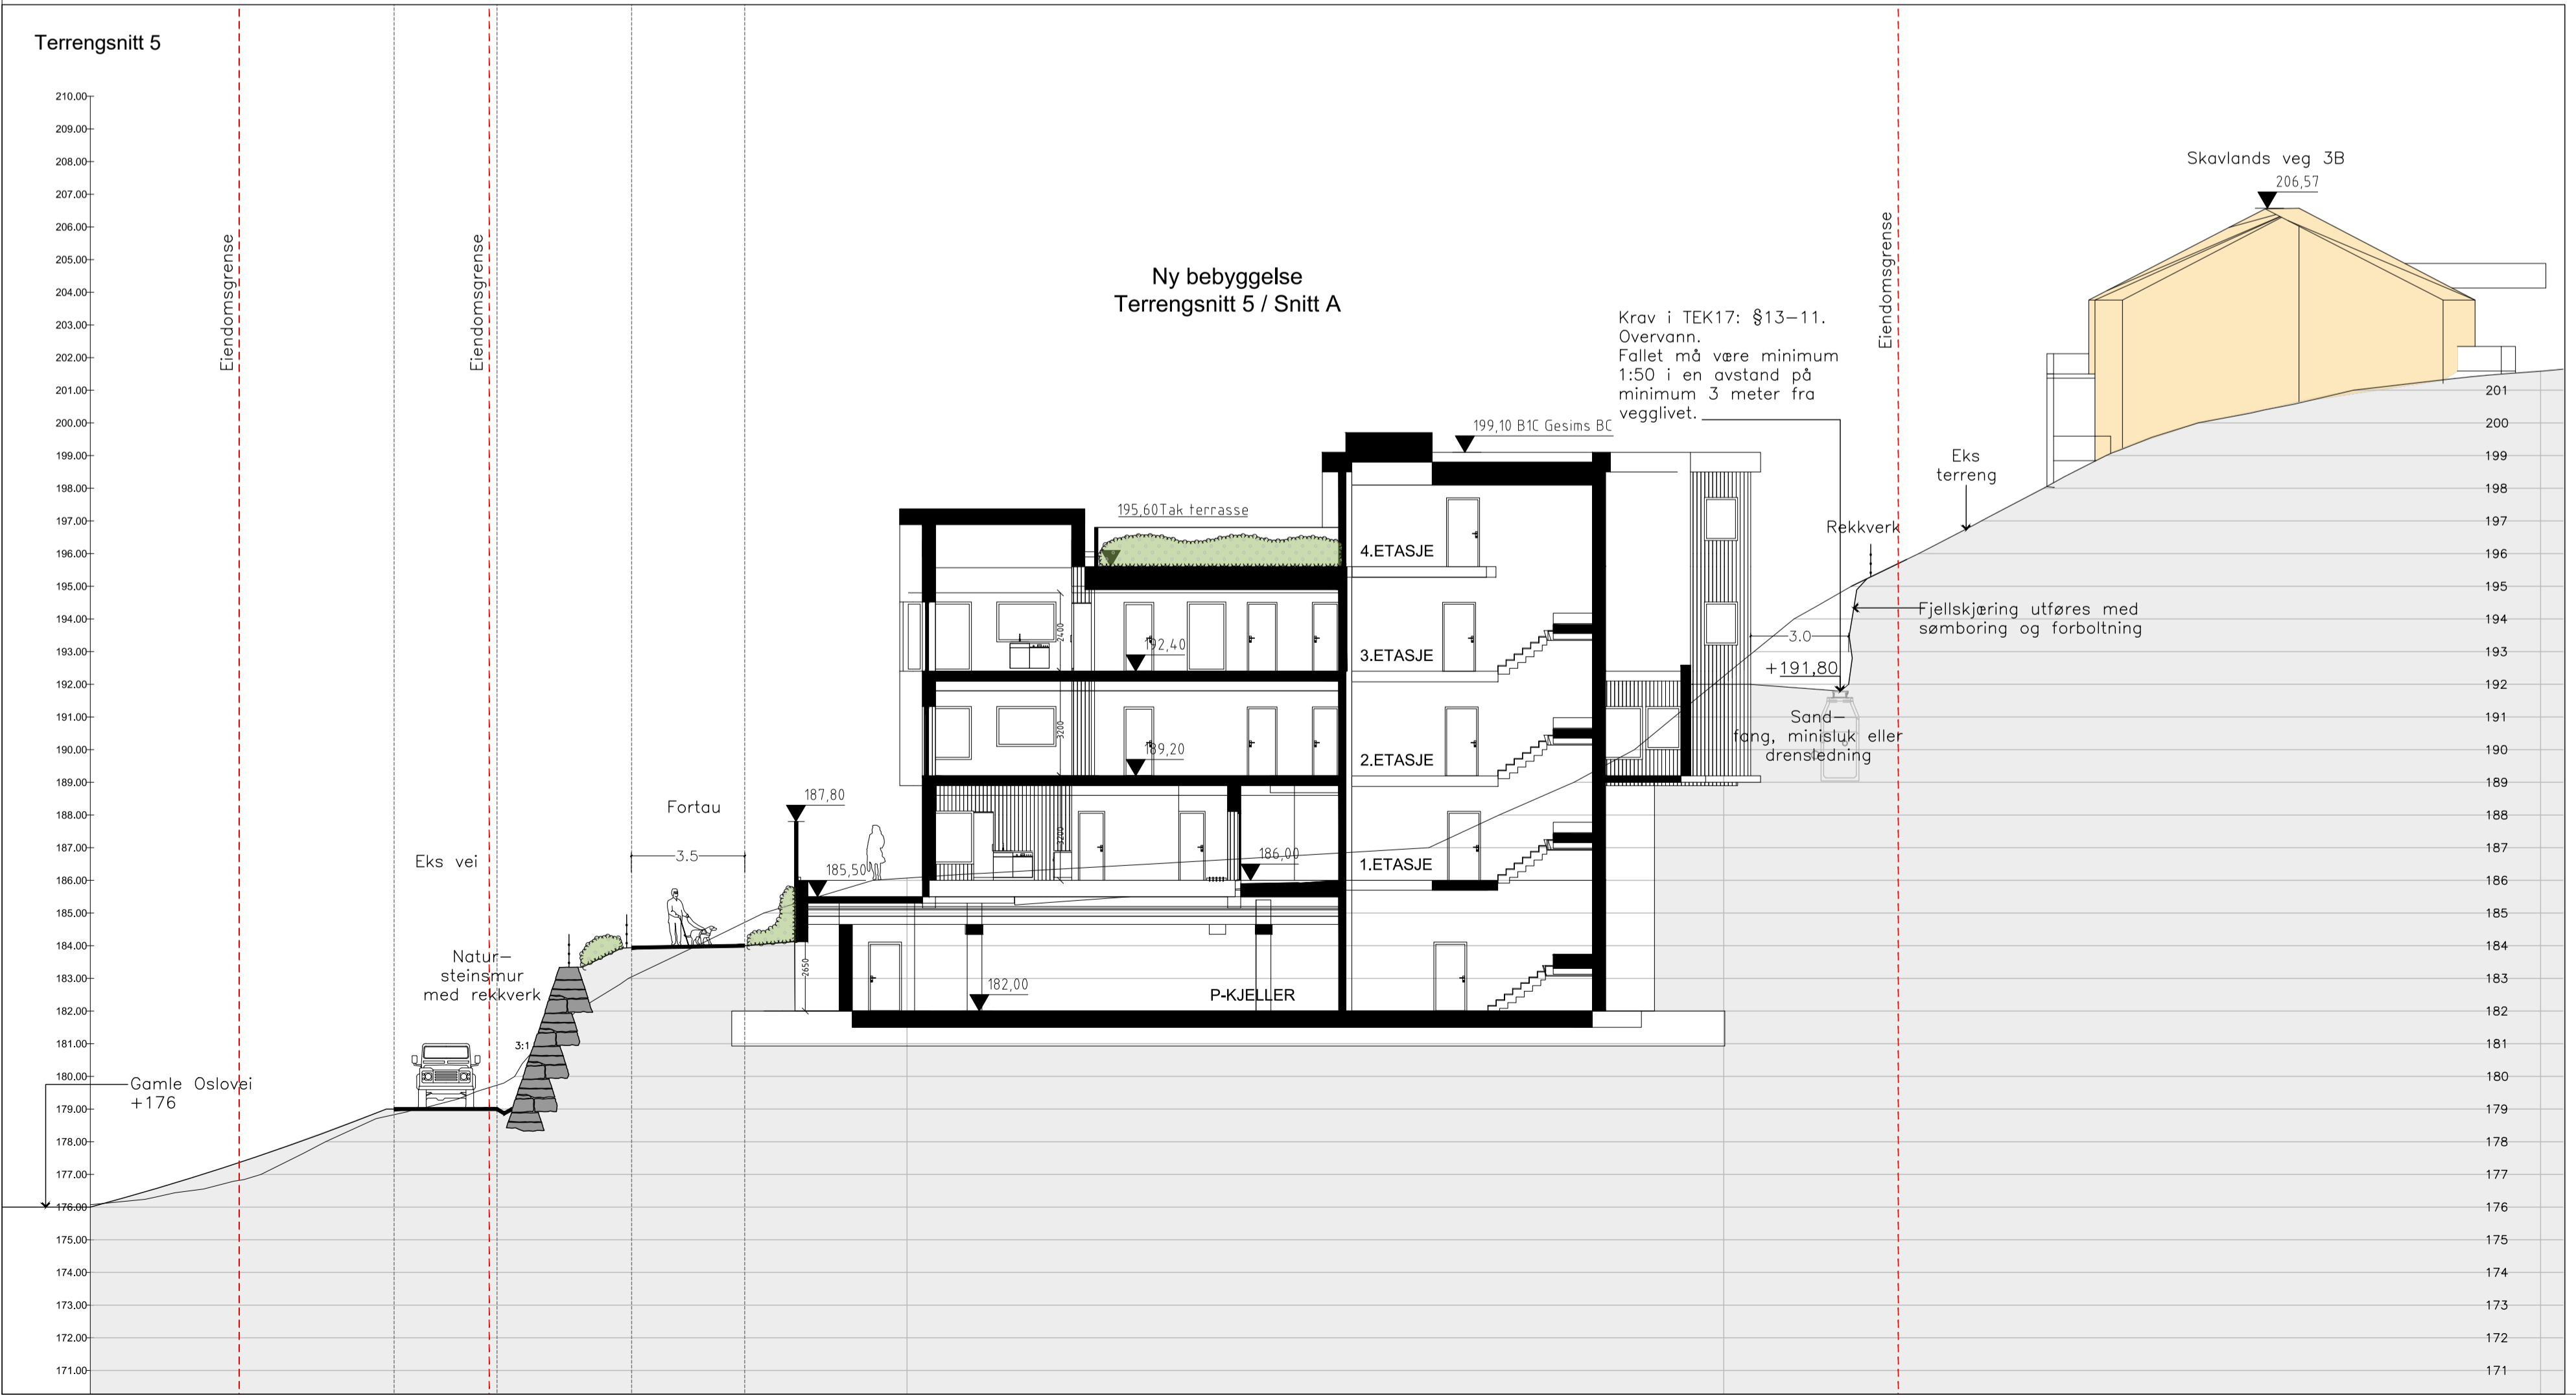 Terrengsnitt 5
210.00
209.00
208.00
207.00
206.00
205.00
204.00
203.00
202.00
201.00
200.00
199.00
198.00
197.00
196.00
195.00
194.00
193.00
192.00
191.00
190.00
189.00
188.00
187.00
186.00
185.00
184.00
183.00
182.00
181.00
180.00
179.00
178.00
177.00
176.00
175.00
174.00
173.00
172.00
171.00
Eiendomsgrense
Eiendomsgrense
Gamle Oslovei
+176
Eks vei
Natur-
steinsmur
med rekkverk
3:1
Fortau
3.5
187,80
185,50
2650
Ny bebyggelse
Terrengsnitt 5 / Snitt A
195,60Tak terrasse
199,10 B1C Gesims BC
2400
192,40
3200
189,20
3200
186,00
182,00
4.ETASJE
3.ETASJE
2.ETASJE
1.ETASJE
P-KJELLER
Krav i TEK17: §13-11.
Overvann.
Fallet må være minimum
1:50 i en avstand på
minimum 3 meter fra
vegglivet.
Eiendomsgrense
Skavlands veg 3B
206,57
Eks
terreng
Rekkverk
Fjellskjæring utføres med
sømboring og forboltning
3.0
+191,80
Sand-
fang, minisluk eller
drensledning
201
200
199
198
197
196
195
194
193
192
191
190
189
188
187
186
185
184
183
182
181
180
179
178
177
176
175
174
173
172
171